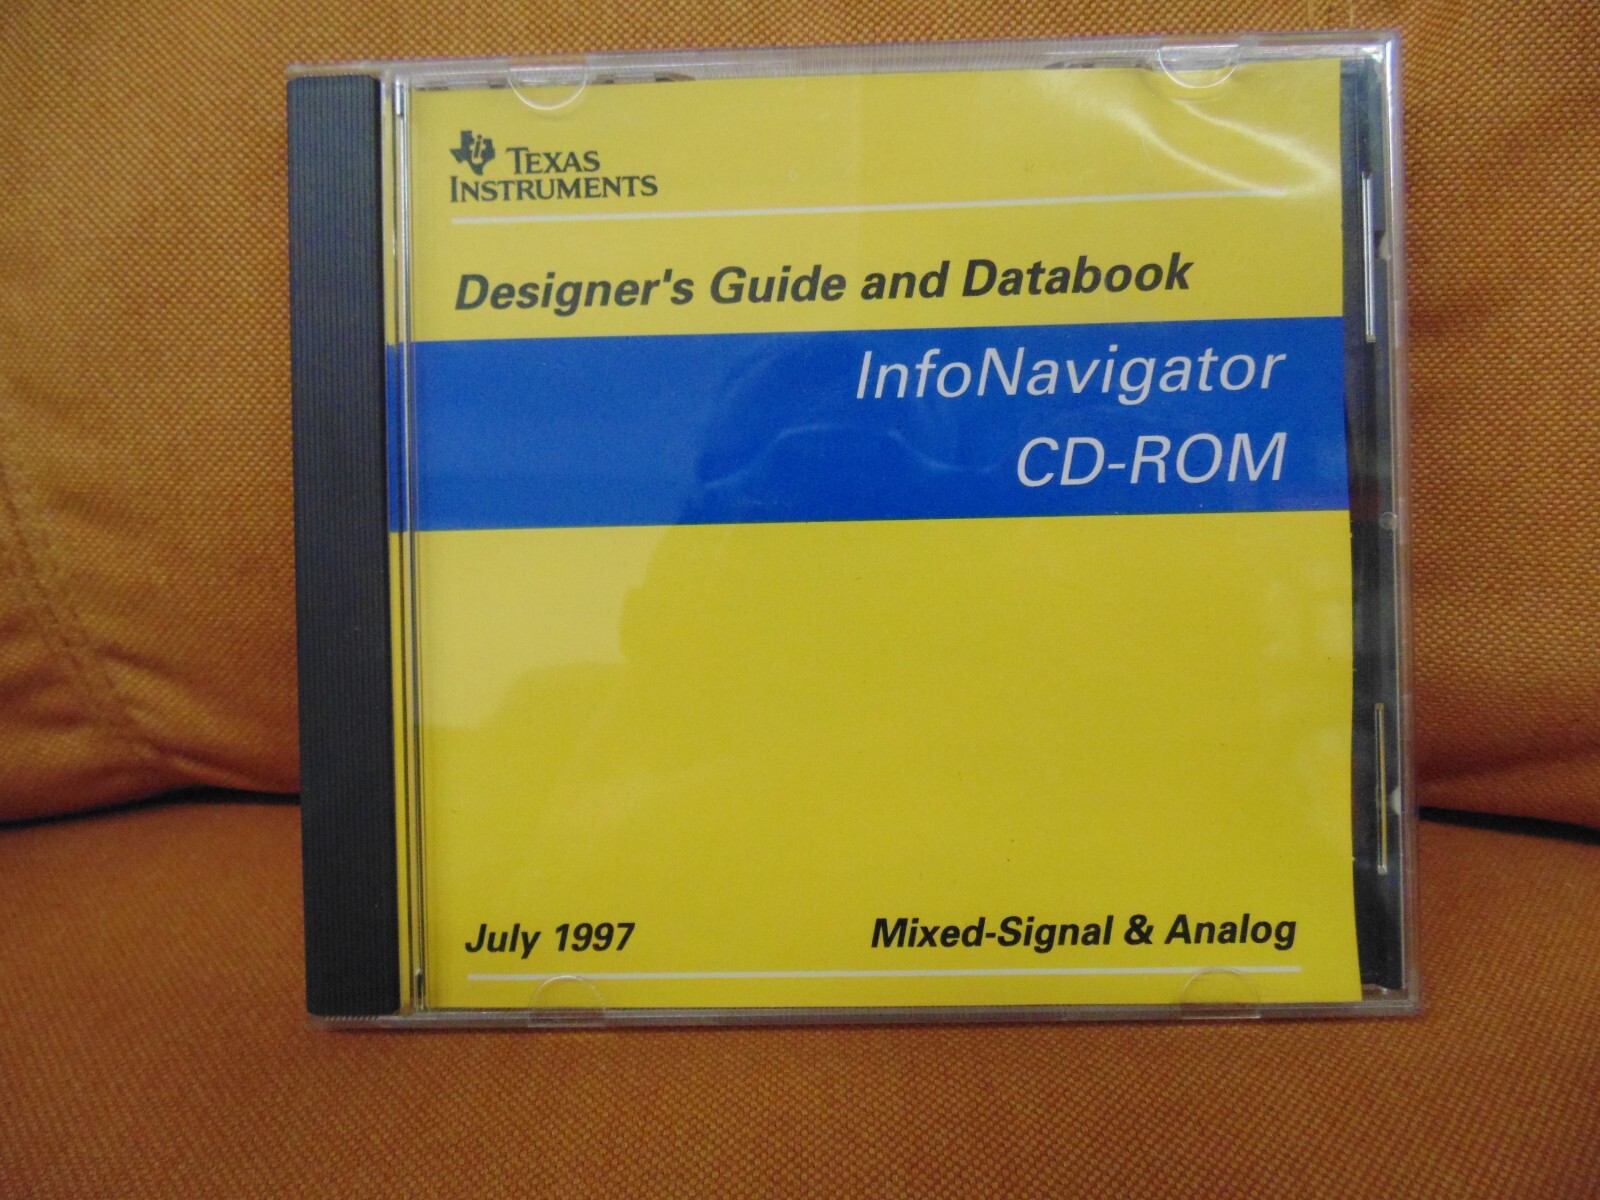 TEXAS
INSTRUMENTS
Designer's Guide and Databook
InfoNavigator
CD-ROM
July 1997
Mixed-Signal & Analog